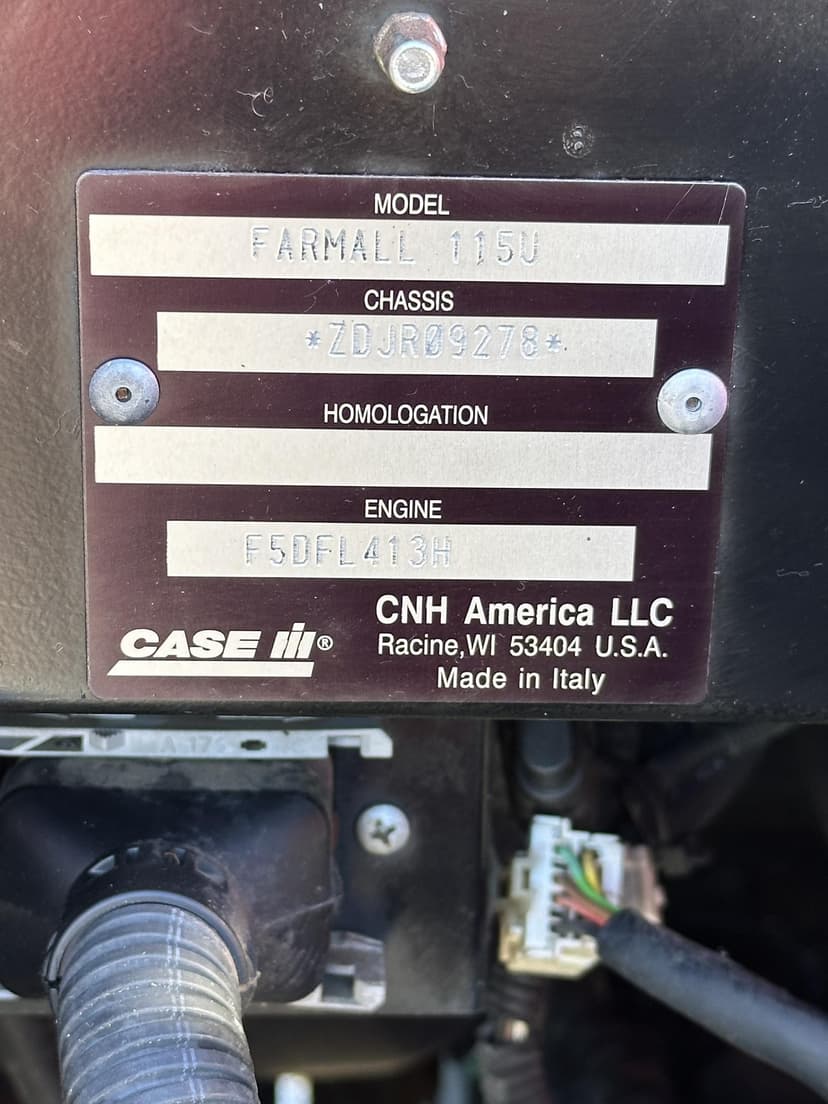 MODEL
FARMALL 115U
CHASSIS
*ZDJR09278*
HOMOLOGATION
ENGINE
F5DFL413H
CNH America LLC
CASE IH® Racine, WI 53404 U.S.A.
Made in Italy